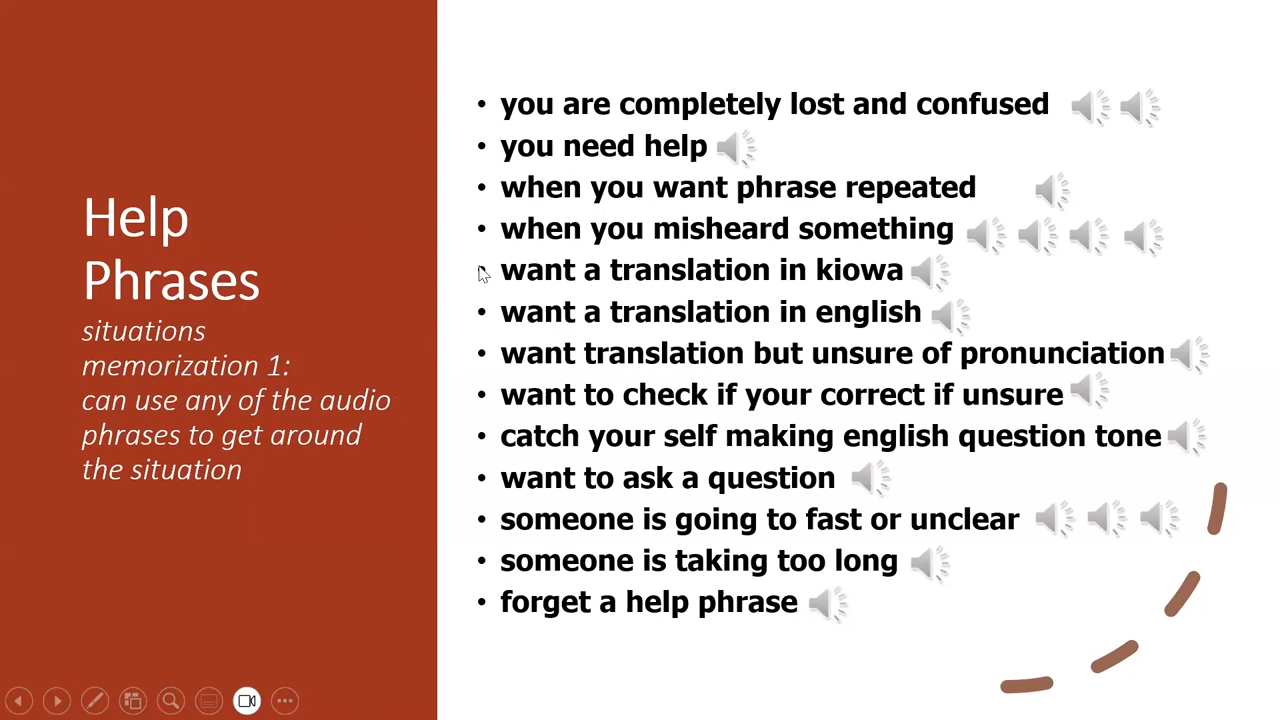 Help
Phrases
situations
memorization 1:
can use any of the audio
phrases to get around
the situation
• you are completely lost and confused
• you need help
• when you want phrase repeated
• when you misheard something
• want a translation in kiowa
• want a translation in english
• want translation but unsure of pronunciation
• want to check if your correct if unsure
• catch your self making english question tone
• want to ask a question
• someone is going to fast or unclear
• someone is taking too long
• forget a help phrase